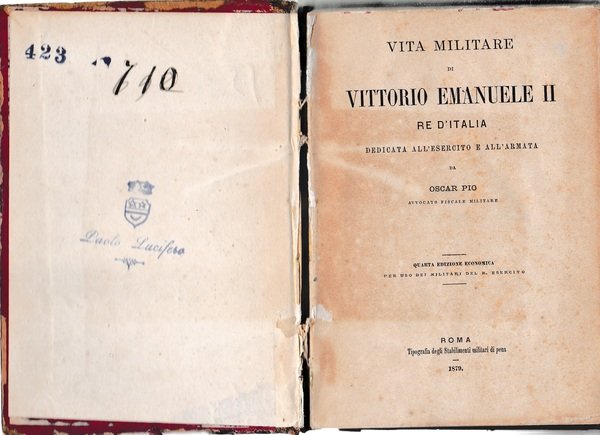 423
710
Paolo Lucifero
VITA MILITARE
DI
VITTORIO EMANUELE II
RE D'ITALIA
DEDICATA ALL'ESERCITO E ALL'ARMATA
DA
OSCAR PIO
AVVOCATO FISCALE MILITARE
QUARTA EDIZIONE ECONOMICA
PER USO DEI MILITARI DEL R. ESERCITO
ROMA
Tipografia degli Stabilimenti militari di pena
1879.